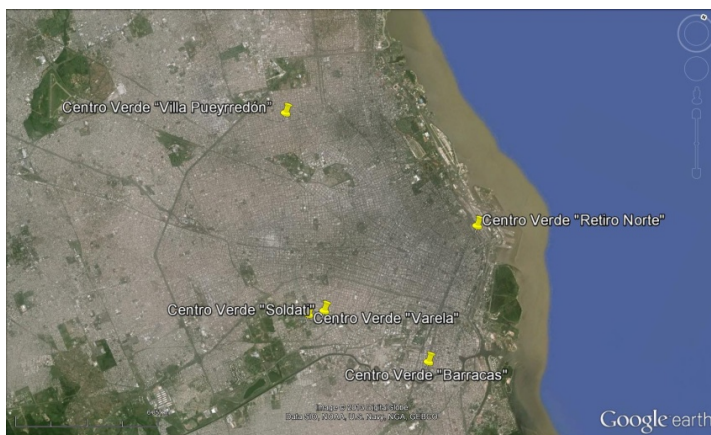 Centro Verde "Villa Pueyrredón"
Centro Verde "Retiro Norte"
Centro Verde "Soldati"
Centro Verde "Varela"
Centro Verde "Barracas"
Data SIO, NOAA, U.S. Navy, NGA, GEBCO
Google earth